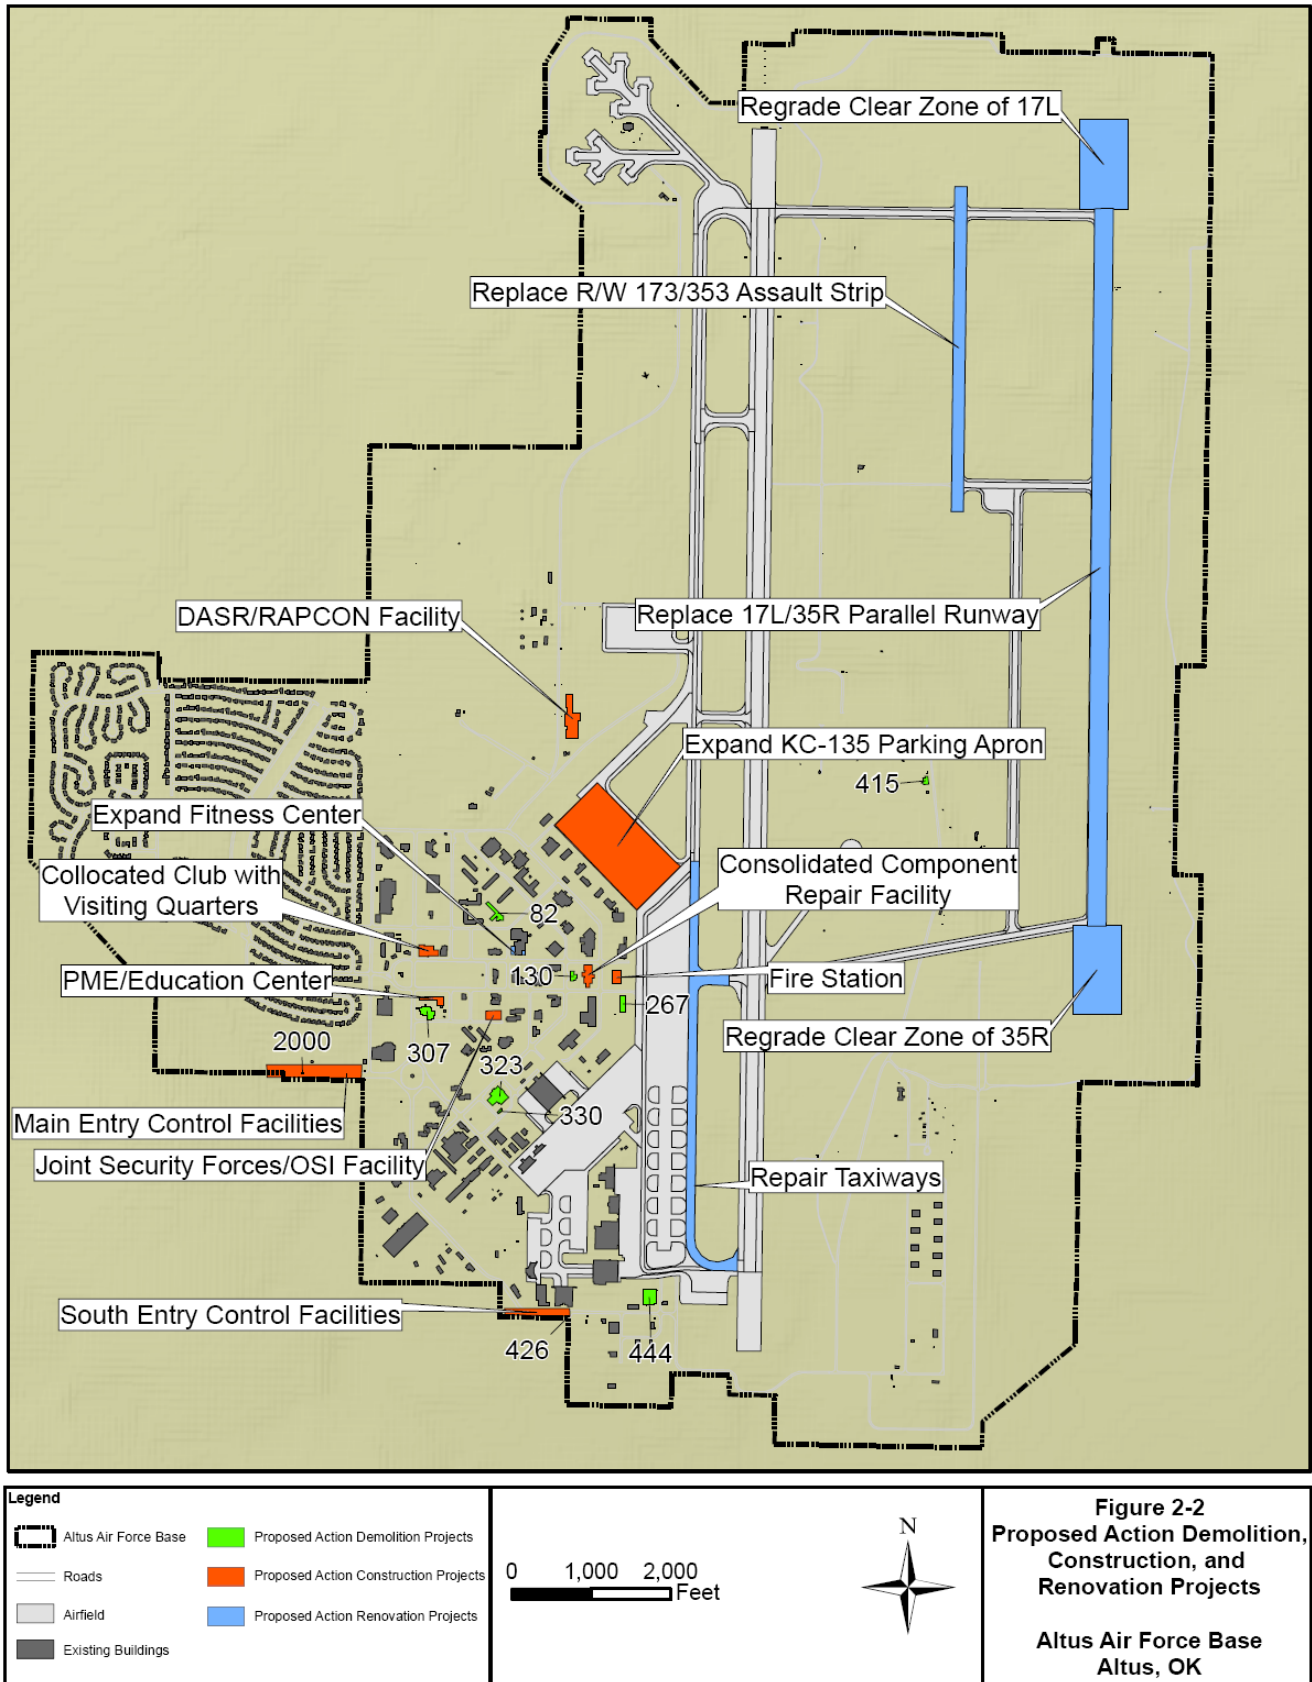 Regrade Clear Zone of 17L
Replace R/W 173/353 Assault Strip
DASR/RAPCON Facility
Replace 17L/35R Parallel Runway
Expand KC-135 Parking Apron
415
Expand Fitness Center
Consolidated Component
Repair Facility
Collocated Club with
Visiting Quarters
82
130
Fire Station
PME/Education Center
267
Regrade Clear Zone of 35R
2000
307
323
330
Main Entry Control Facilities
Joint Security Forces/OSI Facility
Repair Taxiways
South Entry Control Facilities
426
444
Legend
Altus Air Force Base
Roads
Airfield
Existing Buildings
Proposed Action Demolition Projects
Proposed Action Construction Projects
Proposed Action Renovation Projects
0 1,000 2,000
Feet
N
Figure 2-2
Proposed Action Demolition,
Construction, and
Renovation Projects
Altus Air Force Base
Altus, OK